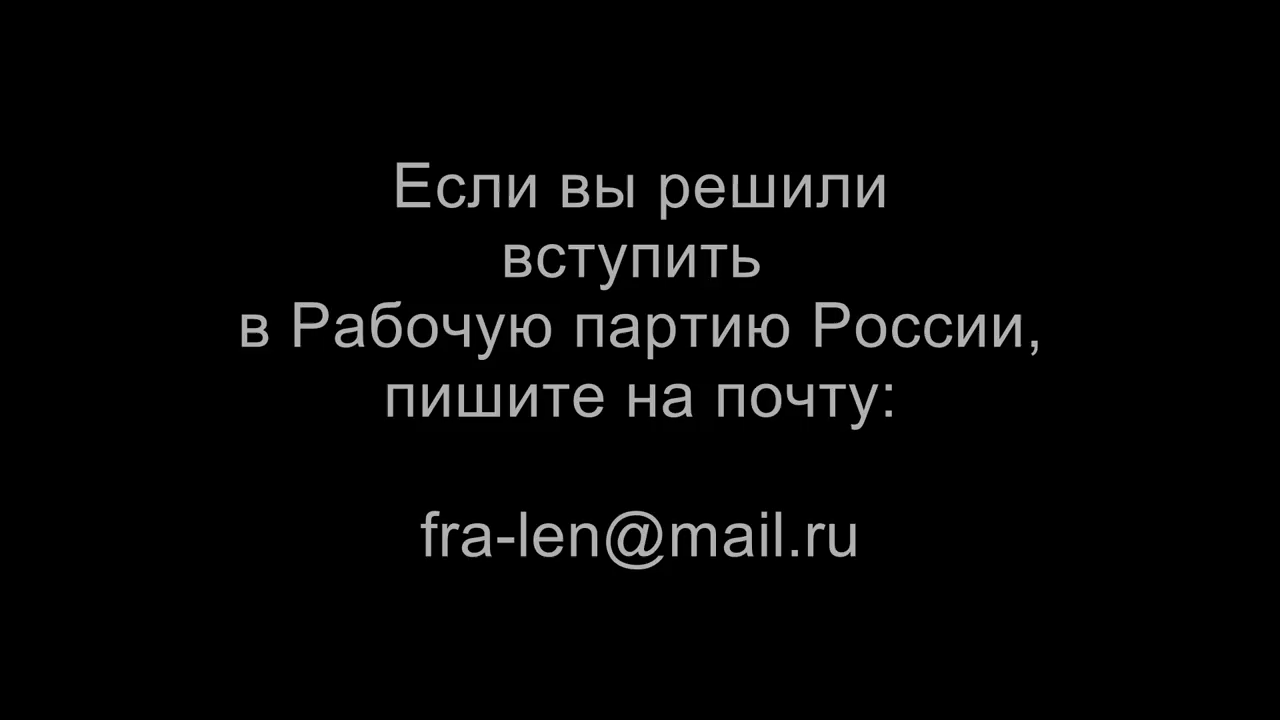 Если вы решили
вступить
в Рабочую партию России,
пишите на почту:
fra-len@mail.ru